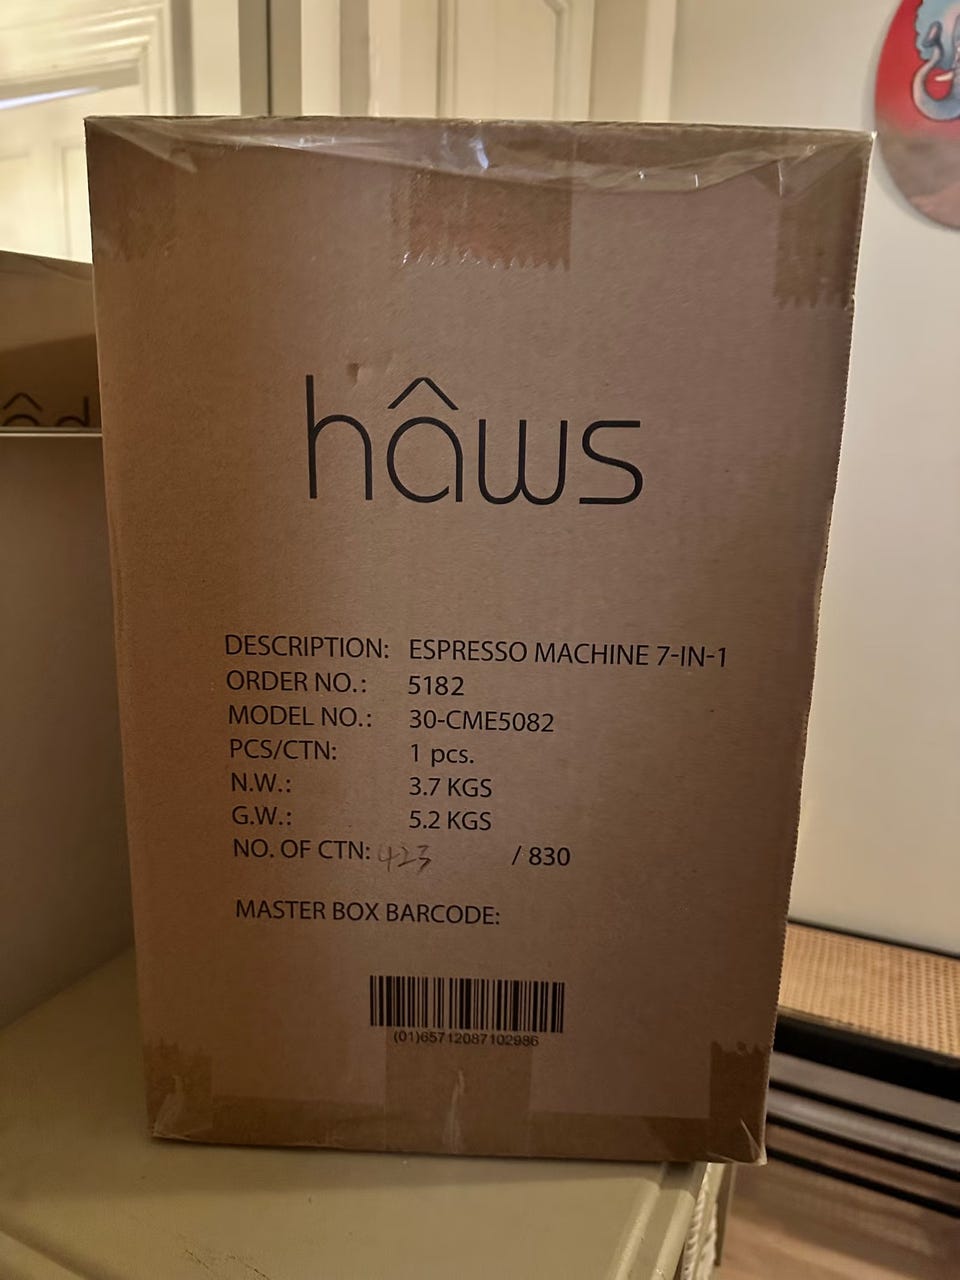 hâws
DESCRIPTION: ESPRESSO MACHINE 7-IN-1
ORDER NO.: 5182
MODEL NO.: 30-CME5082
PCS/CTN: 1 pcs.
N.W.: 3.7 KGS
G.W.: 5.2 KGS
NO. OF CTN: 423 / 830
MASTER BOX BARCODE:
(01)65712087102986